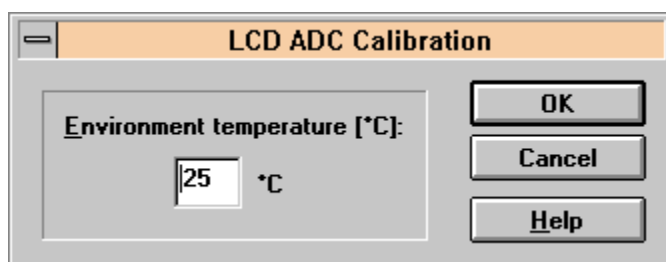 LCD ADC Calibration
Environment temperature [°C]:
25 °C
OK
Cancel
Help